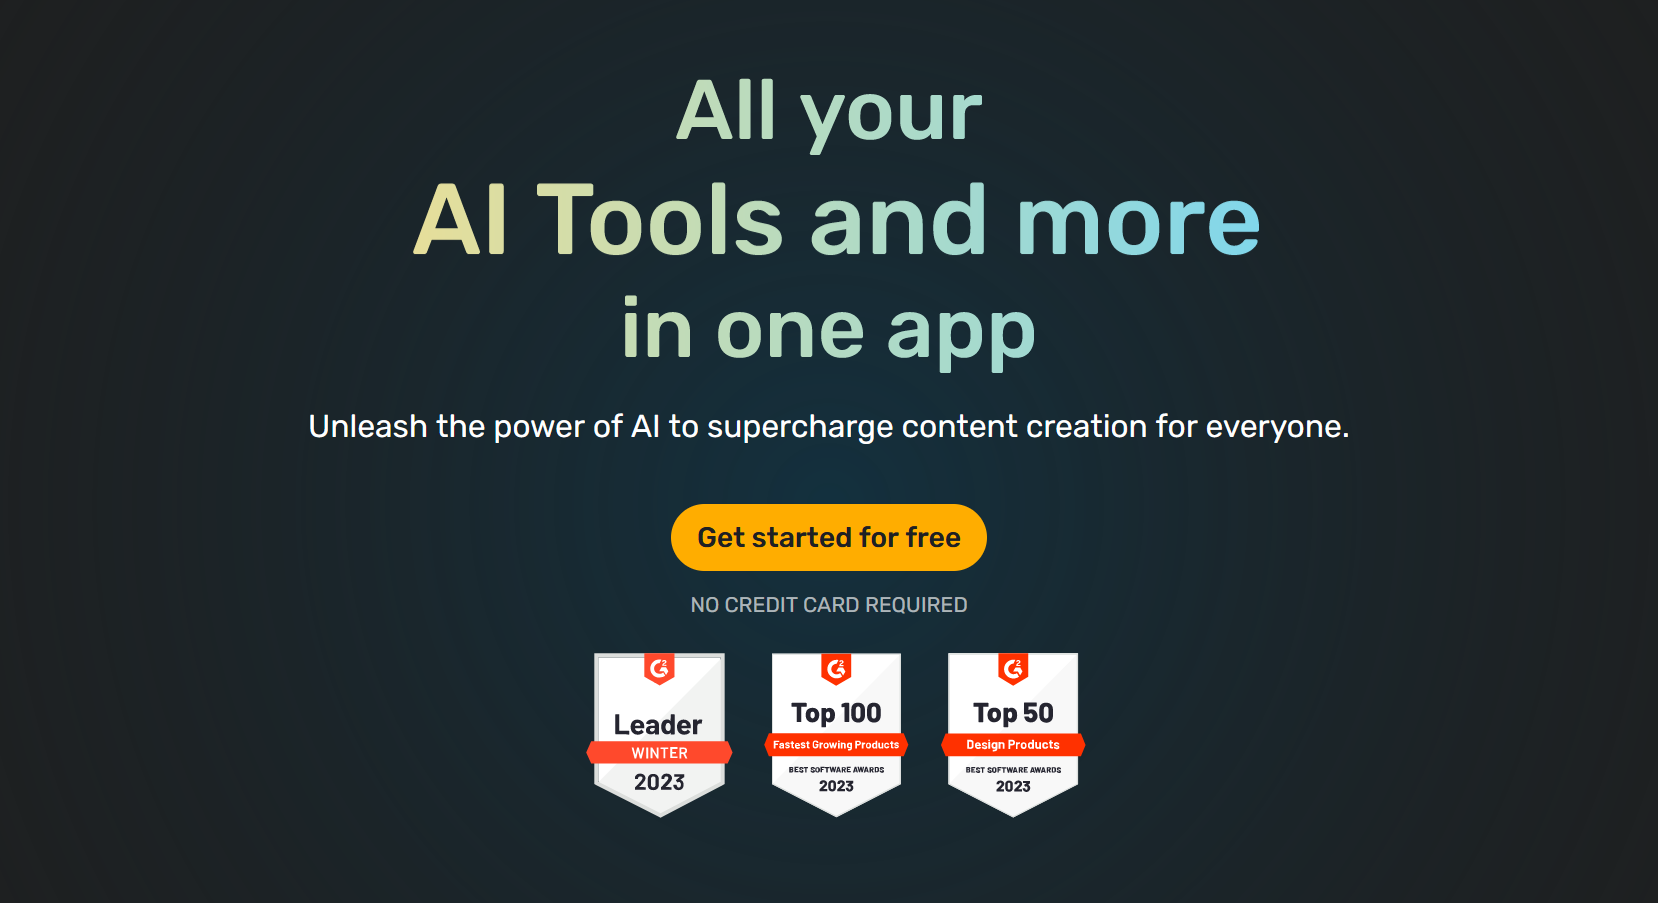 All your
AI Tools and more
in one app
Unleash the power of AI to supercharge content creation for everyone.
Get started for free
NO CREDIT CARD REQUIRED
G2
Leader
WINTER
2023
G2
Top 100
Fastest Growing Products
BEST SOFTWARE AWARDS
2023
G2
Top 50
Design Products
BEST SOFTWARE AWARDS
2023